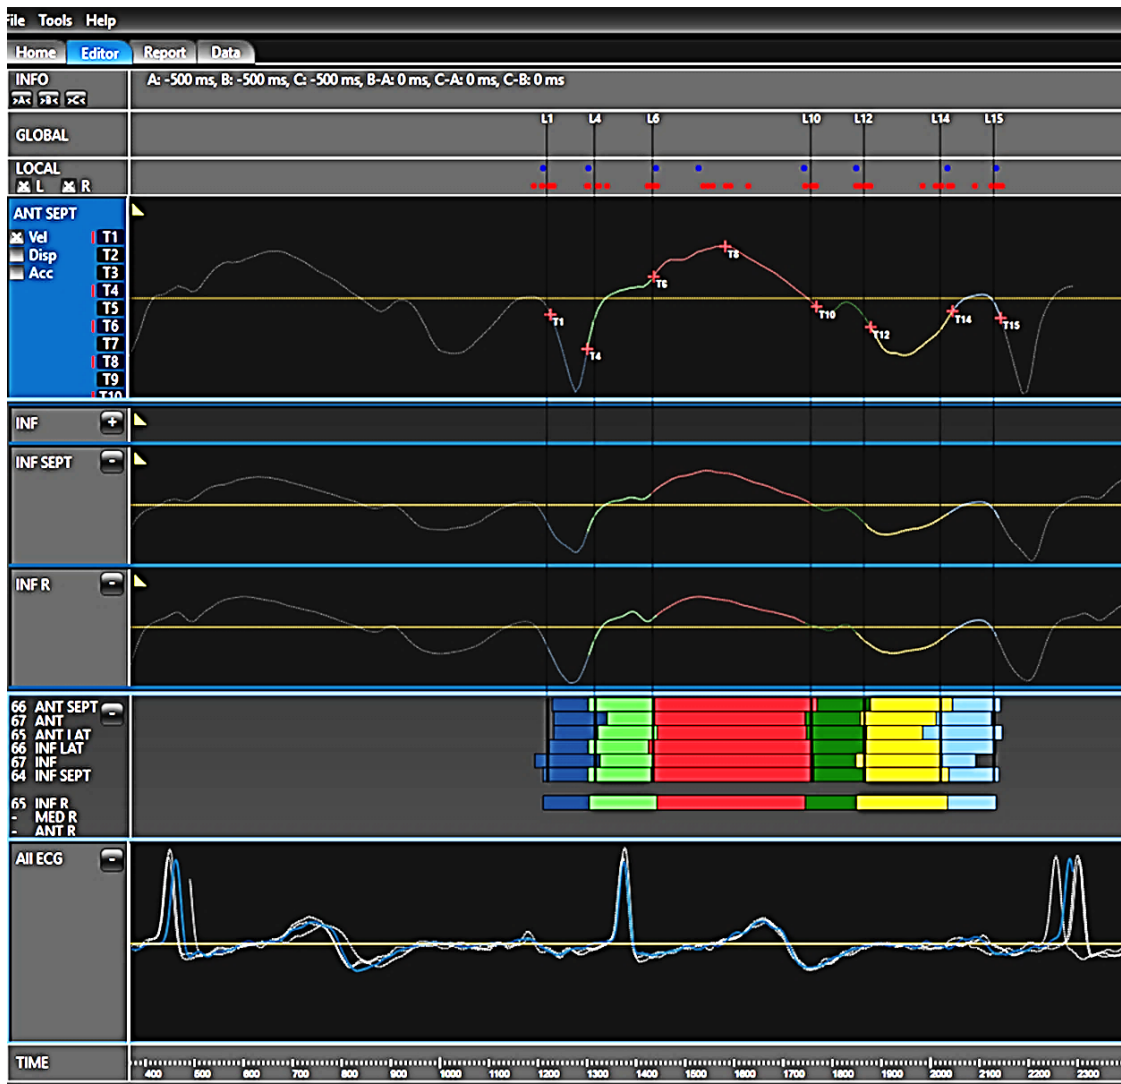 File Tools Help
Home Editor Report Data
INFO A: -500 ms, B: -500 ms, C: -500 ms, B-A: 0 ms, C-A: 0 ms, C-B: 0 ms
>A< >B< >C<
GLOBAL L1 L4 L6 L10 L12 L14 L15
LOCAL
L R
ANT SEPT
Vel T1
Disp T2
Acc T3
T4
T5
T6
T7
T8
T9
T10
T1 T4 T6 T8 T10 T12 T14 T15
INF +
INF SEPT -
INF R -
66 ANT SEPT -
67 ANT
65 ANT LAT
66 INF LAT
67 INF
64 INF SEPT
65 INF R
- MED R
- ANT R
All ECG -
TIME 400 500 600 700 800 900 1000 1100 1200 1300 1400 1500 1600 1700 1800 1900 2000 2100 2200 2300